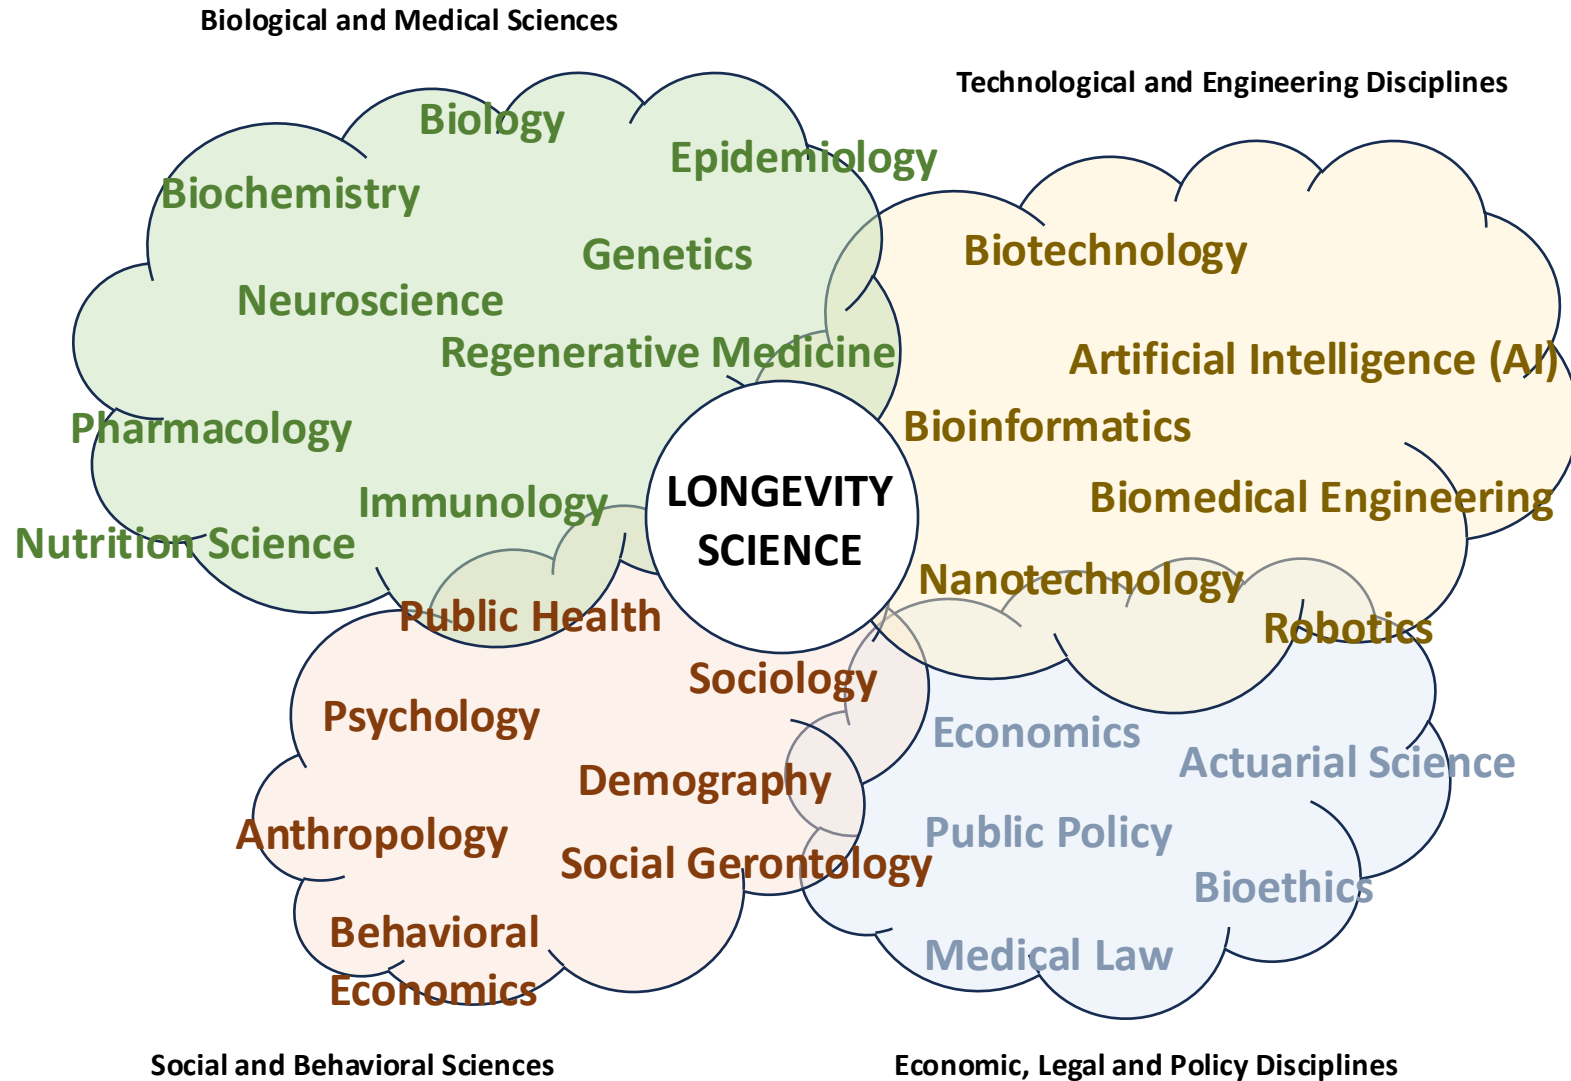 Biological and Medical Sciences
Technological and Engineering Disciplines
Biology
Epidemiology
Biochemistry
Genetics
Neuroscience
Regenerative Medicine
Pharmacology
Immunology
Nutrition Science
Biotechnology
Artificial Intelligence (AI)
Bioinformatics
Biomedical Engineering
Nanotechnology
Robotics
LONGEVITY
SCIENCE
Public Health
Sociology
Psychology
Demography
Anthropology
Social Gerontology
Behavioral
Economics
Economics
Actuarial Science
Public Policy
Bioethics
Medical Law
Social and Behavioral Sciences
Economic, Legal and Policy Disciplines